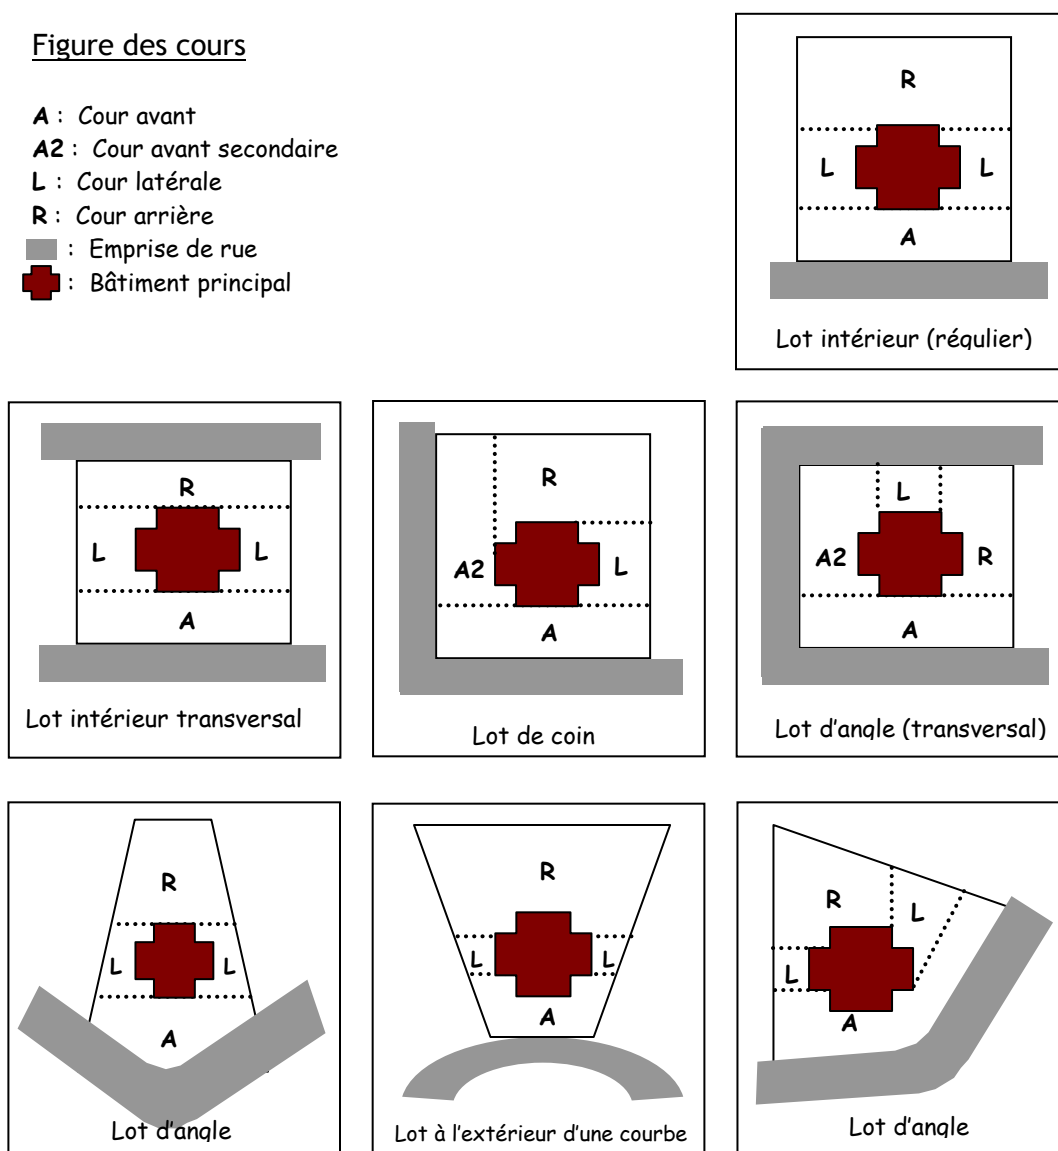 Figure des cours
A : Cour avant
A2 : Cour avant secondaire
L : Cour latérale
R : Cour arrière
: Emprise de rue
: Bâtiment principal
R
L L
A
Lot intérieur (régulier)
R
L L
A
Lot intérieur transversal
R
A2 L
A
Lot de coin
L
A2 R
A
Lot d'angle (transversal)
R
L L
A
Lot d'angle
R
L L
A
Lot à l'extérieur d'une courbe
R L
L
A
Lot d'angle